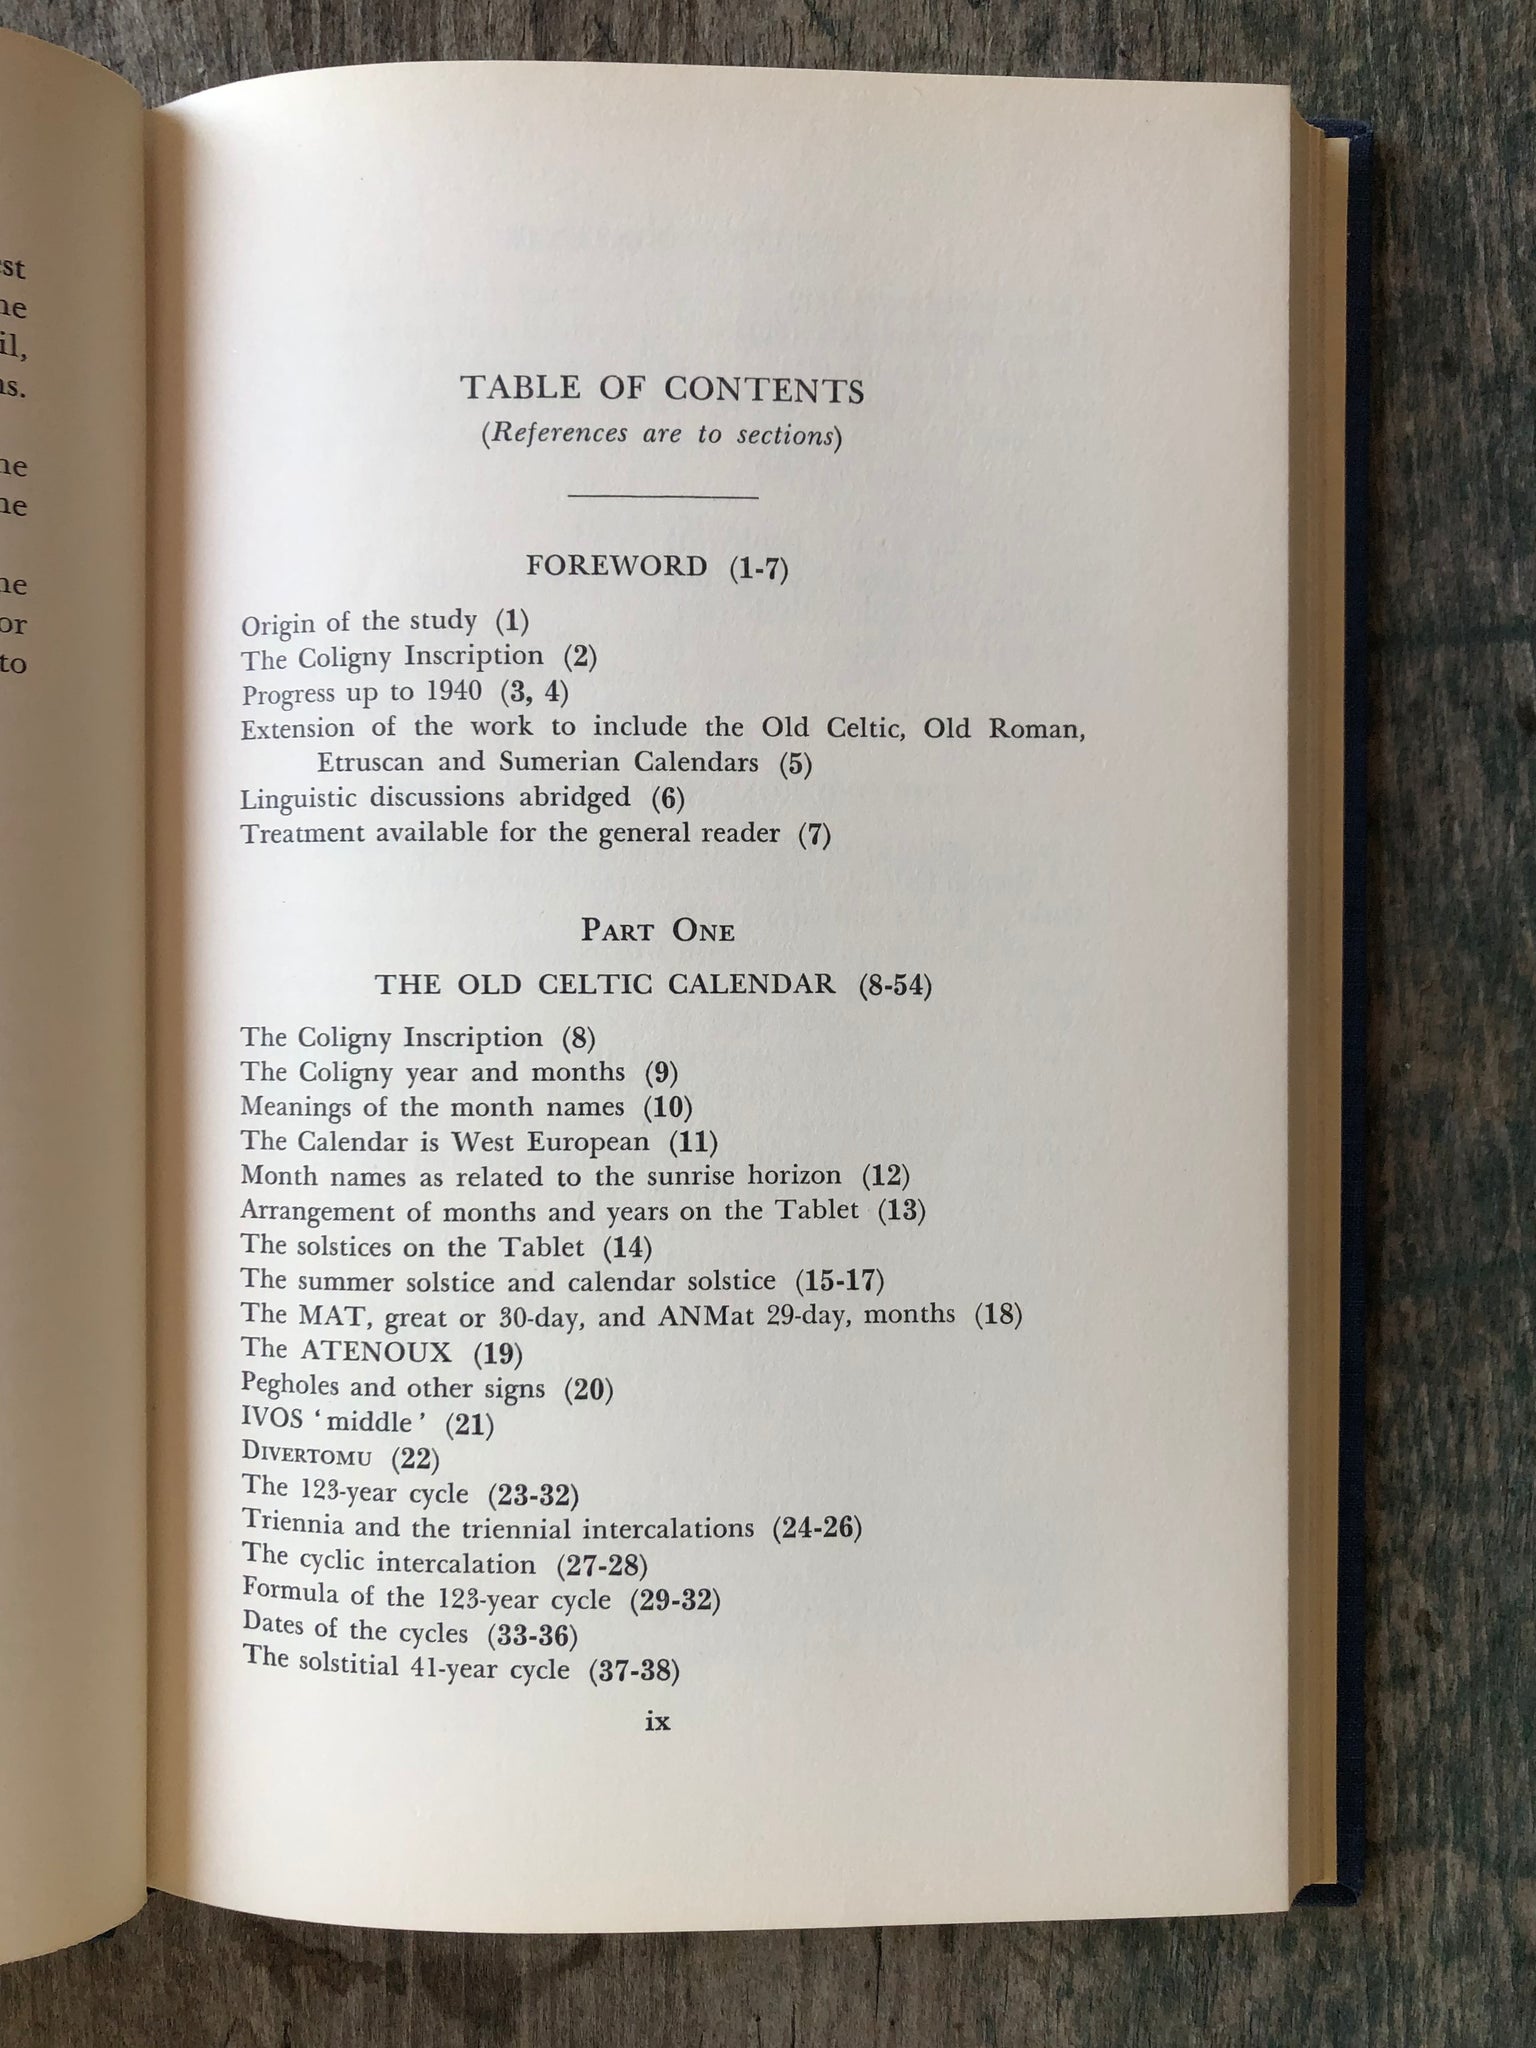 est
he
il,
ns.
he
he
he
or
to
TABLE OF CONTENTS
(References are to sections)
FOREWORD (1-7)
Origin of the study (1)
The Coligny Inscription (2)
Progress up to 1940 (3, 4)
Extension of the work to include the Old Celtic, Old Roman,
Etruscan and Sumerian Calendars (5)
Linguistic discussions abridged (6)
Treatment available for the general reader (7)
PART ONE
THE OLD CELTIC CALENDAR (8-54)
The Coligny Inscription (8)
The Coligny year and months (9)
Meanings of the month names (10)
The Calendar is West European (11)
Month names as related to the sunrise horizon (12)
Arrangement of months and years on the Tablet (13)
The solstices on the Tablet (14)
The summer solstice and calendar solstice (15-17)
The MAT, great or 30-day, and ANMat 29-day, months (18)
The ATENOUX (19)
Pegholes and other signs (20)
IVOS ‘middle’ (21)
DIVERTOMU (22)
The 123-year cycle (23-32)
Triennia and the triennial intercalations (24-26)
The cyclic intercalation (27-28)
Formula of the 123-year cycle (29-32)
Dates of the cycles (33-36)
The solstitial 41-year cycle (37-38)
ix